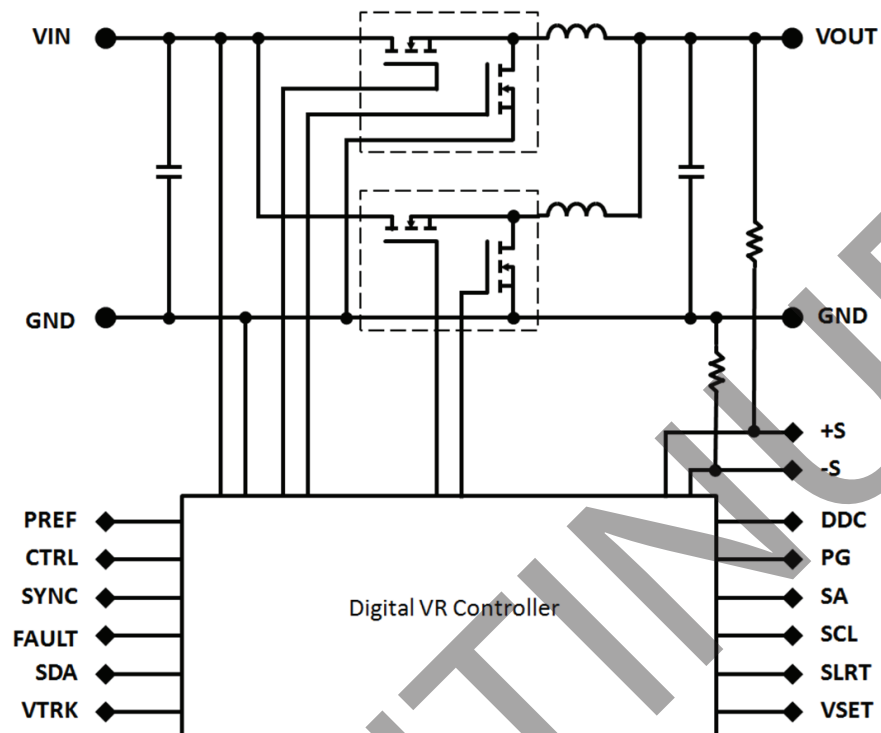 VIN
VOUT
GND
GND
+S
-S
PREF
DDC
CTRL
PG
SYNC
SA
Digital VR Controller
FAULT
SCL
SDA
SLRT
VTRK
VSET